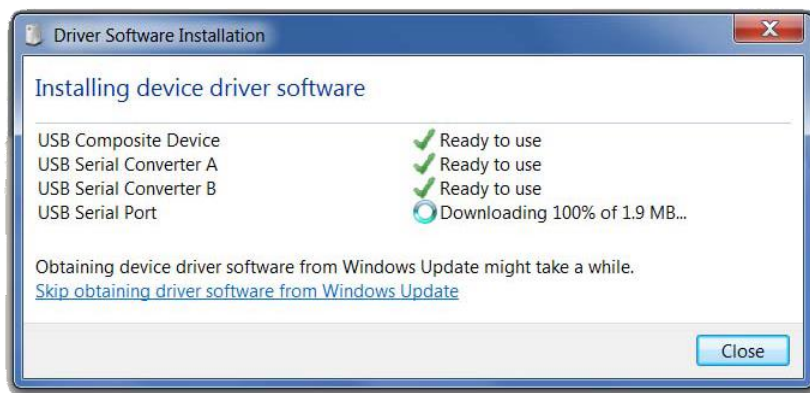 Driver Software Installation
Installing device driver software
USB Composite Device Ready to use
USB Serial Converter A Ready to use
USB Serial Converter B Ready to use
USB Serial Port Downloading 100% of 1.9 MB...
Obtaining device driver software from Windows Update might take a while.
Skip obtaining driver software from Windows Update
Close